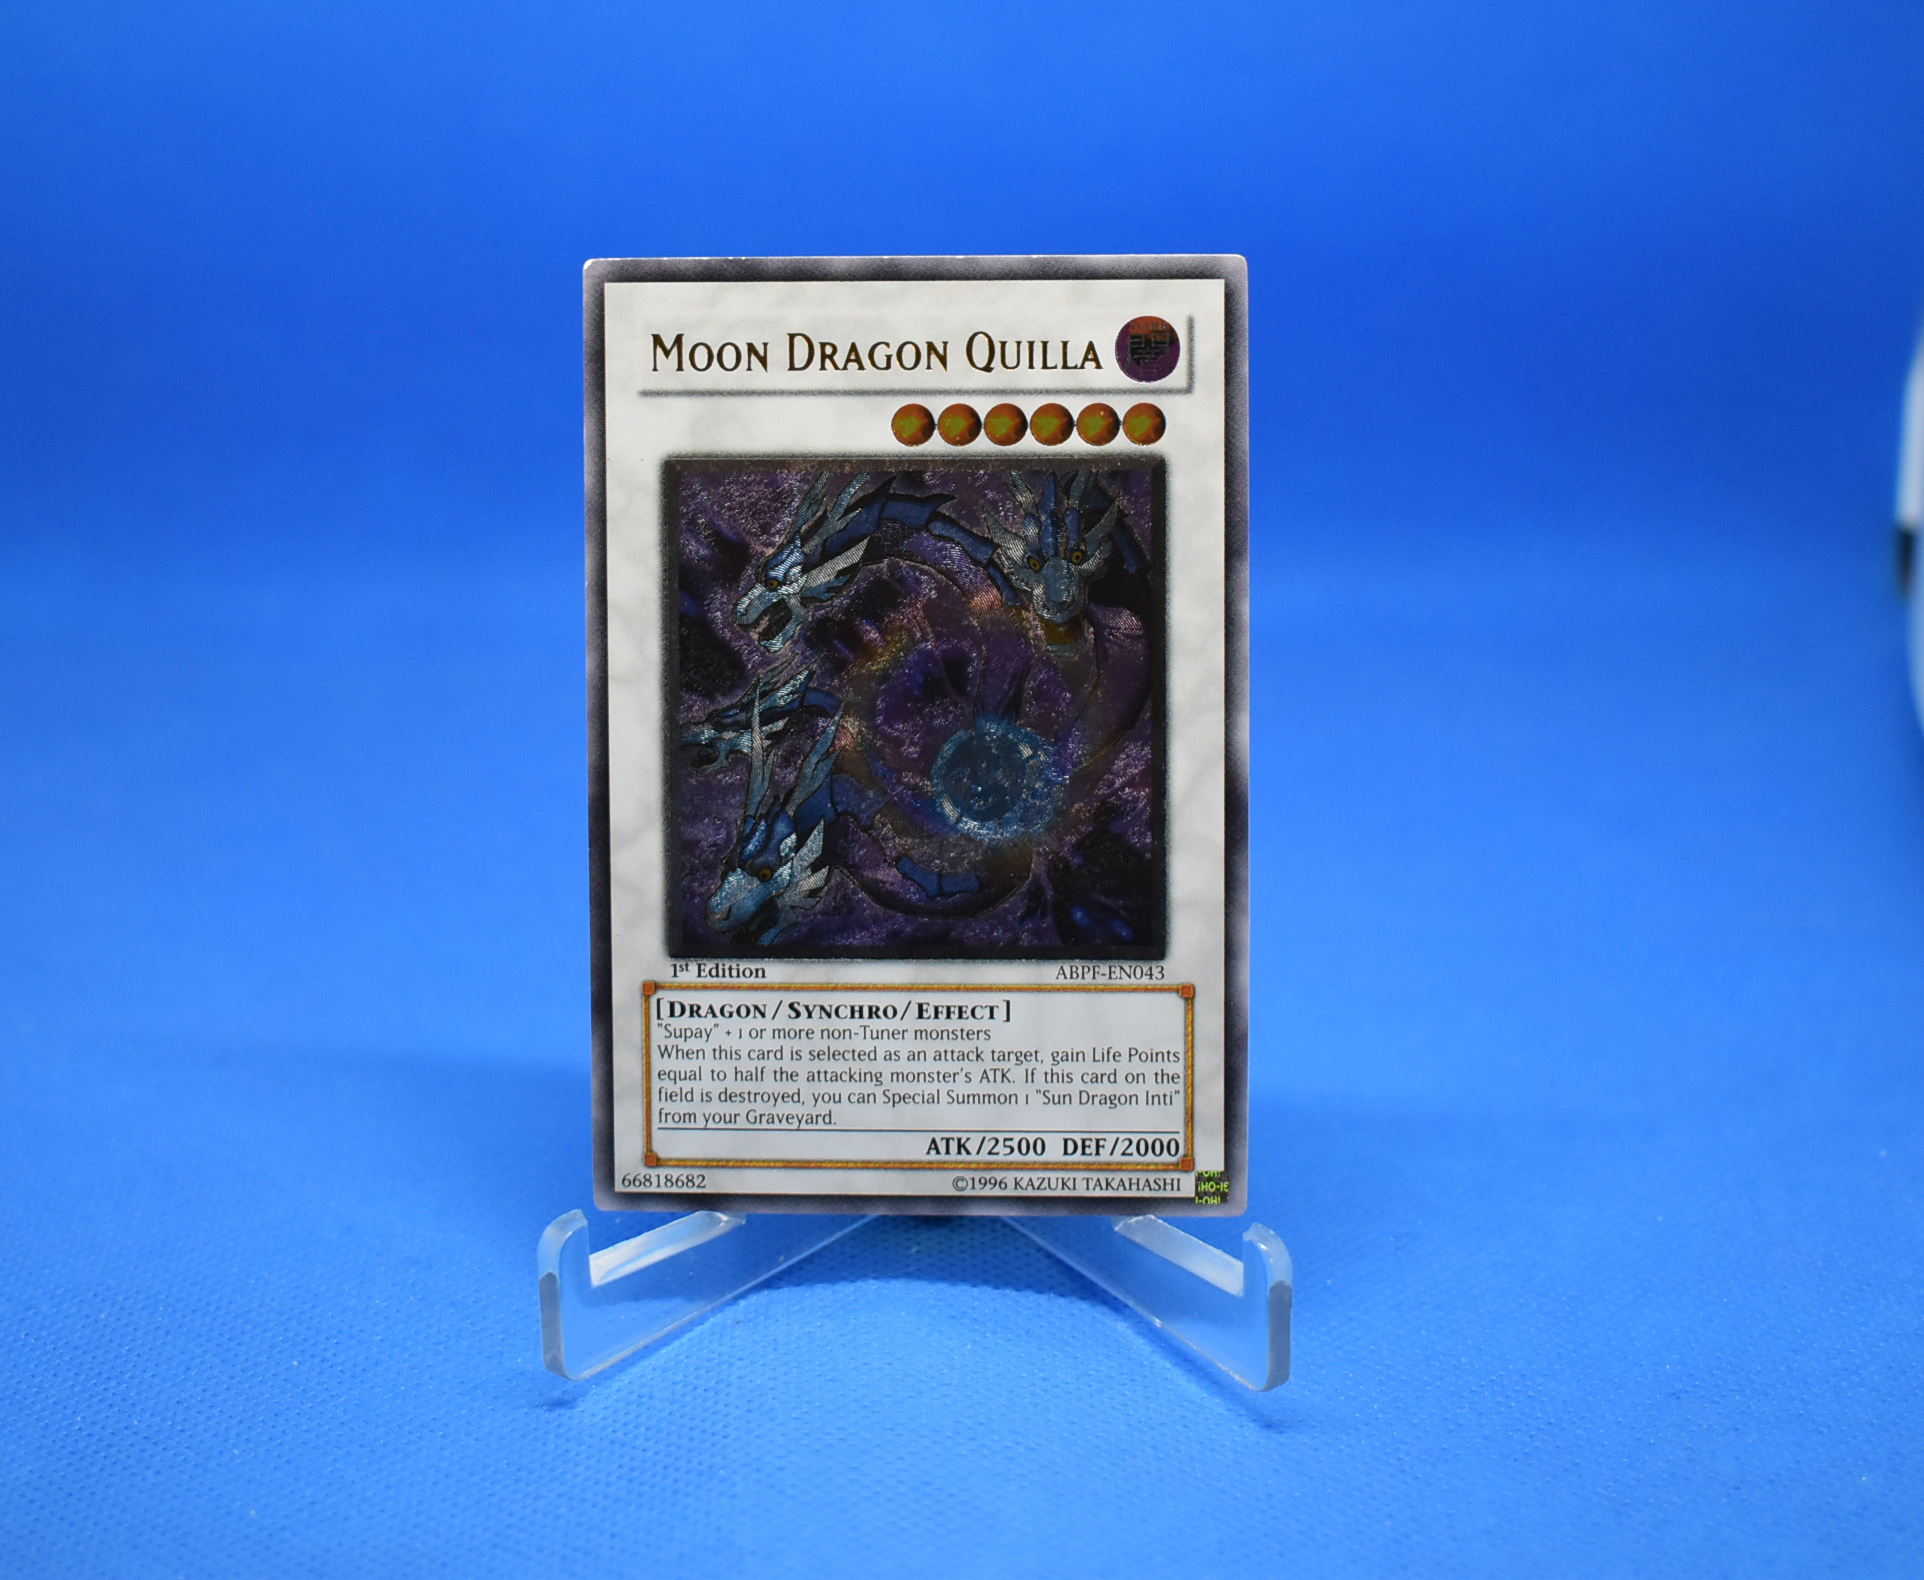 MOON DRAGON QUILLA
1st Edition
ABPF-EN043
[DRAGON/SYNCHRO/EFFECT]
"Supay" + 1 or more non-Tuner monsters
When this card is selected as an attack target, gain Life Points
equal to half the attacking monster's ATK. If this card on the
field is destroyed, you can Special Summon 1 "Sun Dragon Inti"
from your Graveyard.
ATK/2500 DEF/2000
66818682
©1996 KAZUKI TAKAHASHI